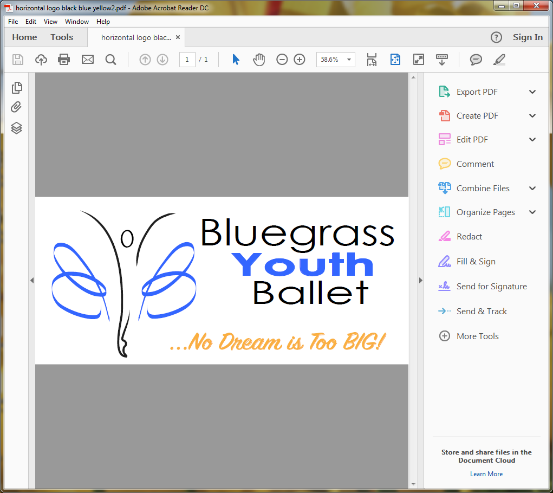 horizontal logo black blue yellow2.pdf - Adobe Acrobat Reader DC
File Edit View Window Help
Home Tools horizontal logo blac... × Sign In
1 / 1 38.6%
Export PDF
Create PDF
Edit PDF
Comment
Combine Files
Organize Pages
Redact
Fill & Sign
Send for Signature
Send & Track
More Tools
Bluegrass
Youth
Ballet
...No Dream is Too BIG!
Store and share files in the
Document Cloud
Learn More